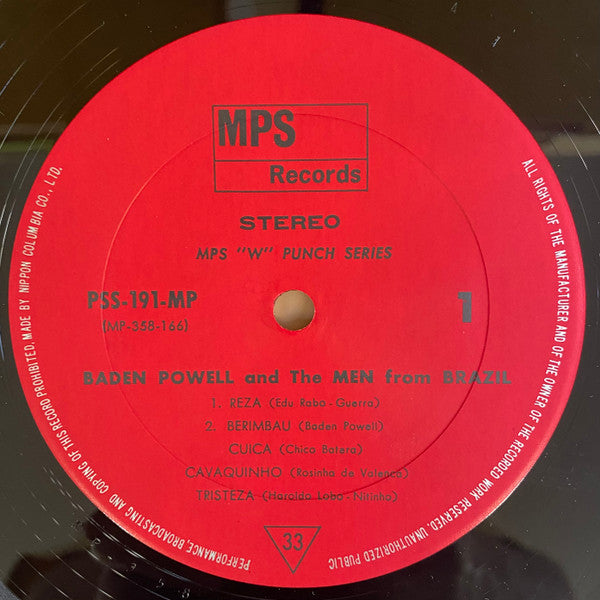 MPS
Records
STEREO
MPS "W" PUNCH SERIES
PSS-191-MP
(MP-358-166)
1
BADEN POWELL and The MEN from BRAZIL
1. REZA (Edu Rabo-Guerra)
2. BERIMBAU (Baden Powell)
CUICA (Chico Batera)
CAVAQUINHO (Rosinha de Valenca)
TRISTEZA (Haroldo Lobo-Nitinho)
33
ALL RIGHTS OF THE MANUFACTURER AND OF THE OWNER OF THE RECORDED WORK RESERVED. UNAUTHORIZED PUBLIC
PERFORMANCE, BROADCASTING AND COPYING OF THIS RECORD PROHIBITED, MADE BY NIPPON COLUMBIA CO., LTD.